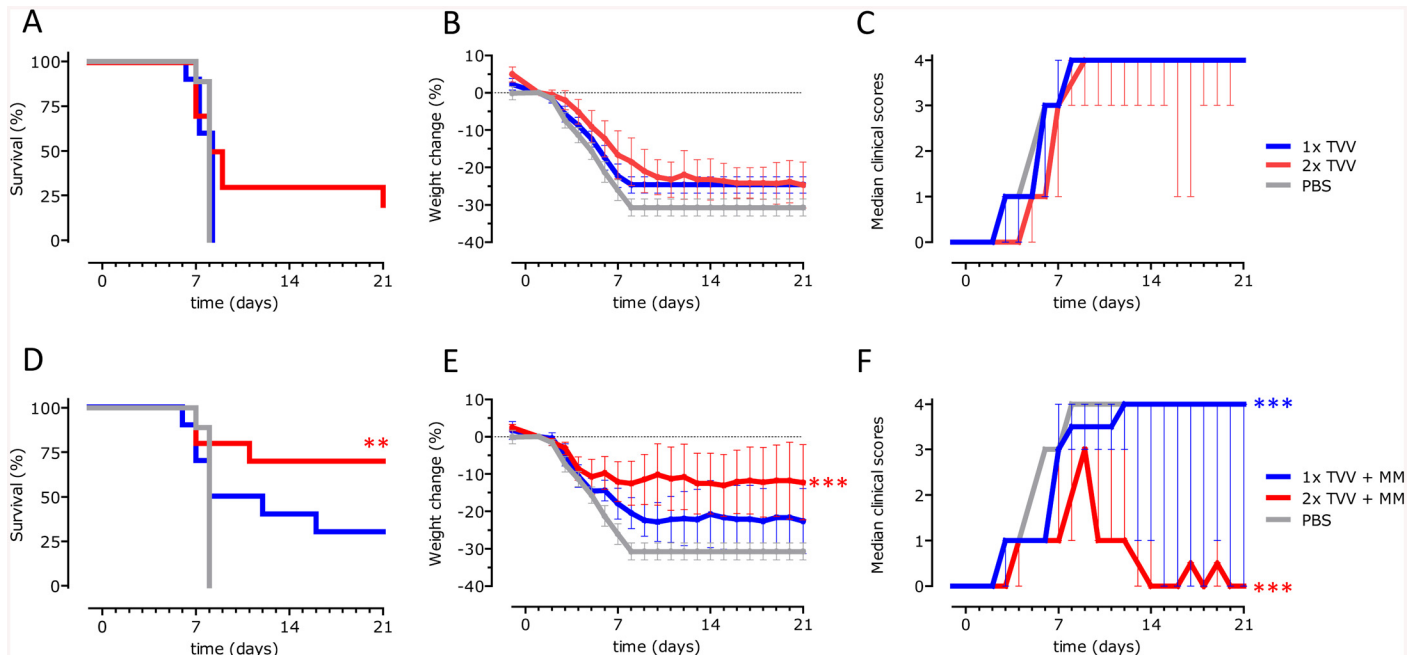 A
B
C
Survival (%)
100
75
50
25
0
0
7
14
21
time (days)
Weight change (%)
10
0
-10
-20
-30
-40
0
7
14
21
time (days)
Median clinical scores
4
3
2
1
0
0
7
14
21
time (days)
1x TVV
2x TVV
PBS
D
E
F
Survival (%)
100
75
50
25
0
**
0
7
14
21
time (days)
Weight change (%)
10
0
-10
-20
-30
-40
***
0
7
14
21
time (days)
Median clinical scores
4
3
2
1
0
***
***
0
7
14
21
time (days)
1x TVV + MM
2x TVV + MM
PBS